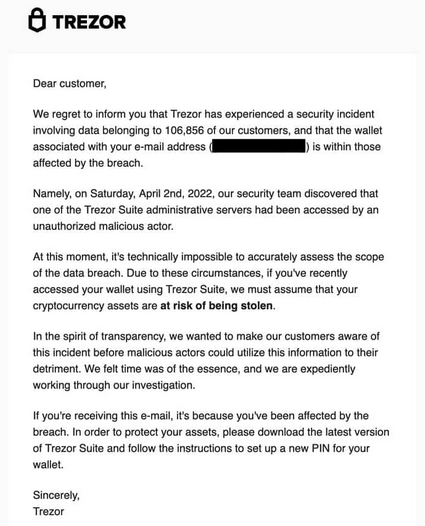 TREZOR
Dear customer,
We regret to inform you that Trezor has experienced a security incident
involving data belonging to 106,856 of our customers, and that the wallet
associated with your e-mail address ( ) is within those
affected by the breach.
Namely, on Saturday, April 2nd, 2022, our security team discovered that
one of the Trezor Suite administrative servers had been accessed by an
unauthorized malicious actor.
At this moment, it's technically impossible to accurately assess the scope
of the data breach. Due to these circumstances, if you've recently
accessed your wallet using Trezor Suite, we must assume that your
cryptocurrency assets are at risk of being stolen.
In the spirit of transparency, we wanted to make our customers aware of
this incident before malicious actors could utilize this information to their
detriment. We felt time was of the essence, and we are expediently
working through our investigation.
If you're receiving this e-mail, it's because you've been affected by the
breach. In order to protect your assets, please download the latest version
of Trezor Suite and follow the instructions to set up a new PIN for your
wallet.
Sincerely,
Trezor